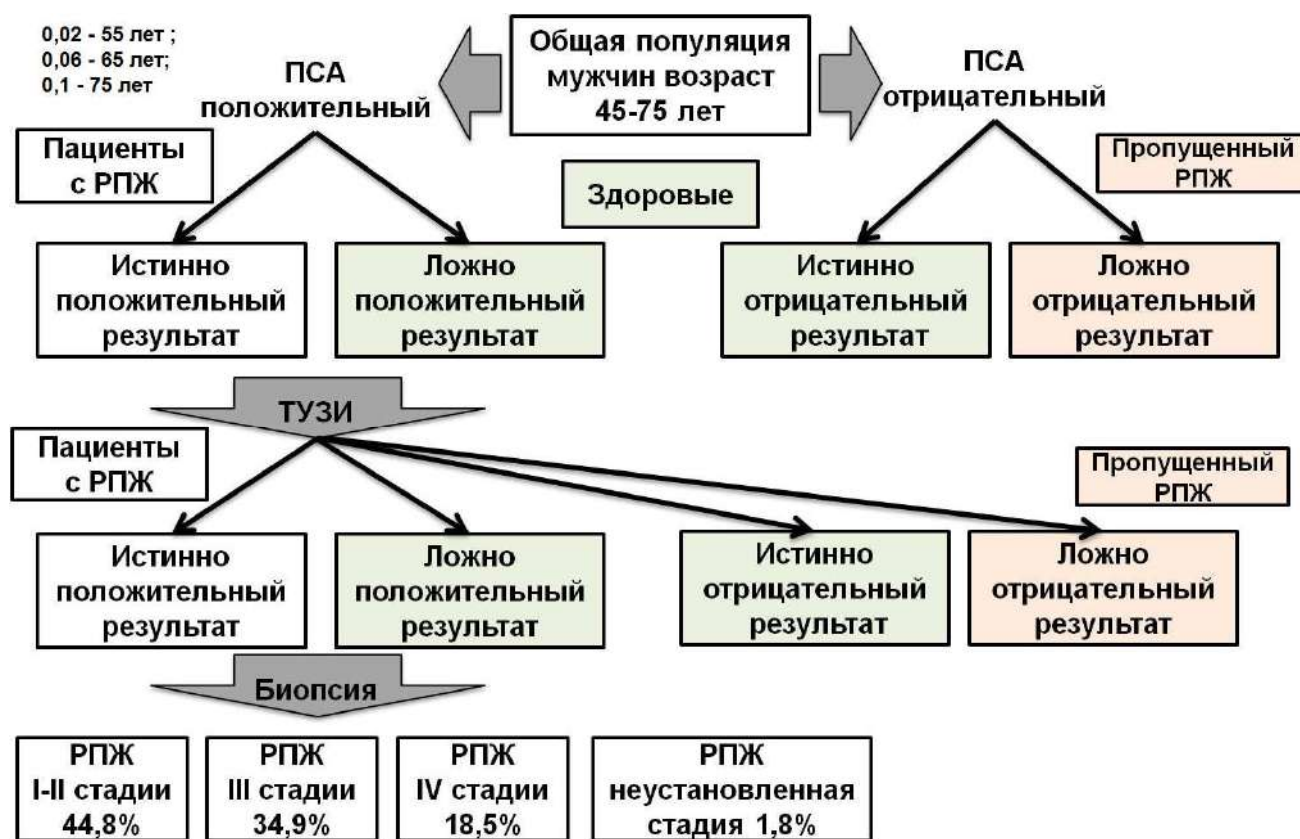 0,02 - 55 лет ;
0,06 - 65 лет;
0,1 - 75 лет
Общая популяция
мужчин возраст
45-75 лет
ПСА
положительный
ПСА
отрицательный
Пациенты
с РПЖ
Здоровые
Пропущенный
РПЖ
Истинно
положительный
результат
Ложно
положительный
результат
Истинно
отрицательный
результат
Ложно
отрицательный
результат
ТУЗИ
Пациенты
с РПЖ
Пропущенный
РПЖ
Истинно
положительный
результат
Ложно
положительный
результат
Истинно
отрицательный
результат
Ложно
отрицательный
результат
Биопсия
РПЖ
I-II стадии
44,8%
РПЖ
III стадии
34,9%
РПЖ
IV стадии
18,5%
РПЖ
неустановленная
стадия 1,8%